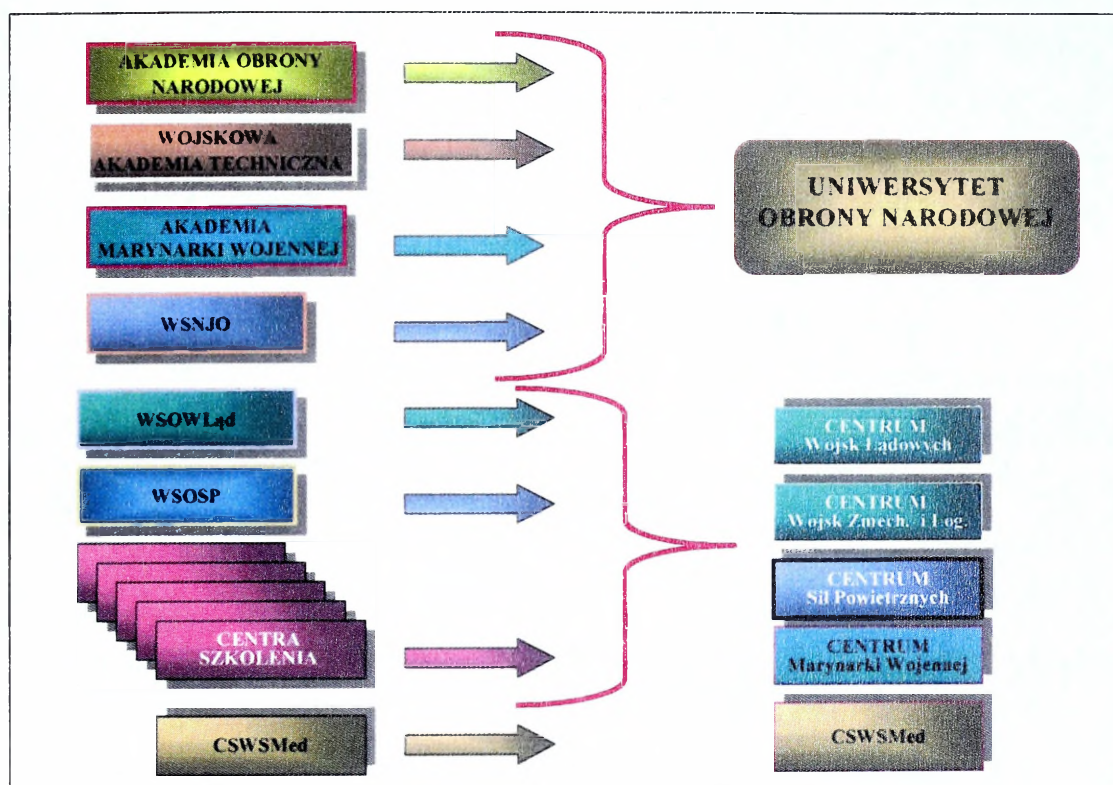 AKADEMIA OBRONY
NARODOWEJ
WOJSKOWA
AKADEMIA TECHNICZNA
AKADEMIA
MARYNARKI WOJENNEJ
WSNJO
WSOWLąd
WSOSP
CENTRA
SZKOLENIA
CSWSMed
UNIWERSYTET
OBRONY NARODOWEJ
CENTRUM
Wojsk Lądowych
CENTRUM
Wojsk Zmech. i Log.
CENTRUM
Sił Powietrznych
CENTRUM
Marynarki Wojennej
CSWSMed